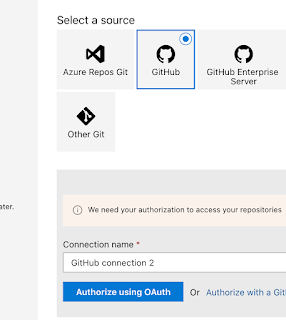 Select a source
Azure Repos Git
GitHub
GitHub Enterprise
Server
Other Git
ater.
We need your authorization to access your repositories
Connection name *
GitHub connection 2
Authorize using OAuth Or Authorize with a Git